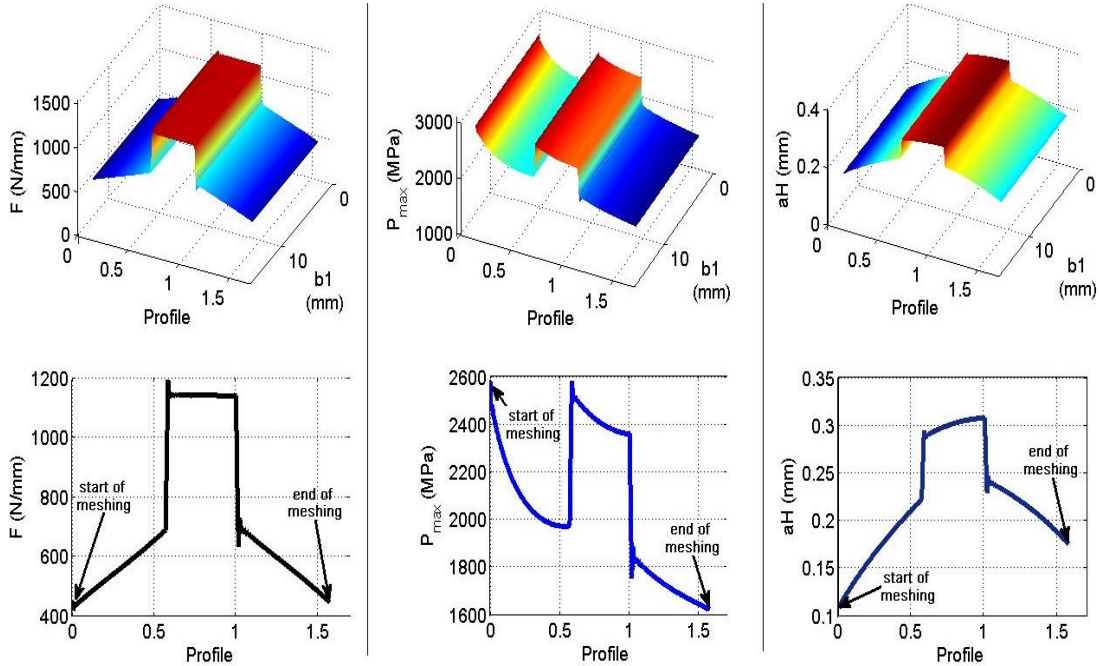 1500
1000
500
0
F (N/mm)
0
0.5
1
1.5
Profile
0
10
b1
(mm)
3000
2000
1000
P_max (MPa)
0
0.5
1
1.5
Profile
0
10
b1
(mm)
0.4
0.2
0
aH (mm)
0
0.5
1
1.5
Profile
0
10
b1
(mm)
1200
1000
800
600
400
F (N/mm)
start of
meshing
end of
meshing
0
0.5
1
1.5
Profile
2600
2400
2200
2000
1800
1600
P_max (MPa)
start of
meshing
end of
meshing
0
0.5
1
1.5
Profile
0.35
0.3
0.25
0.2
0.15
0.1
aH (mm)
end of
meshing
start of
meshing
0
0.5
1
1.5
Profile